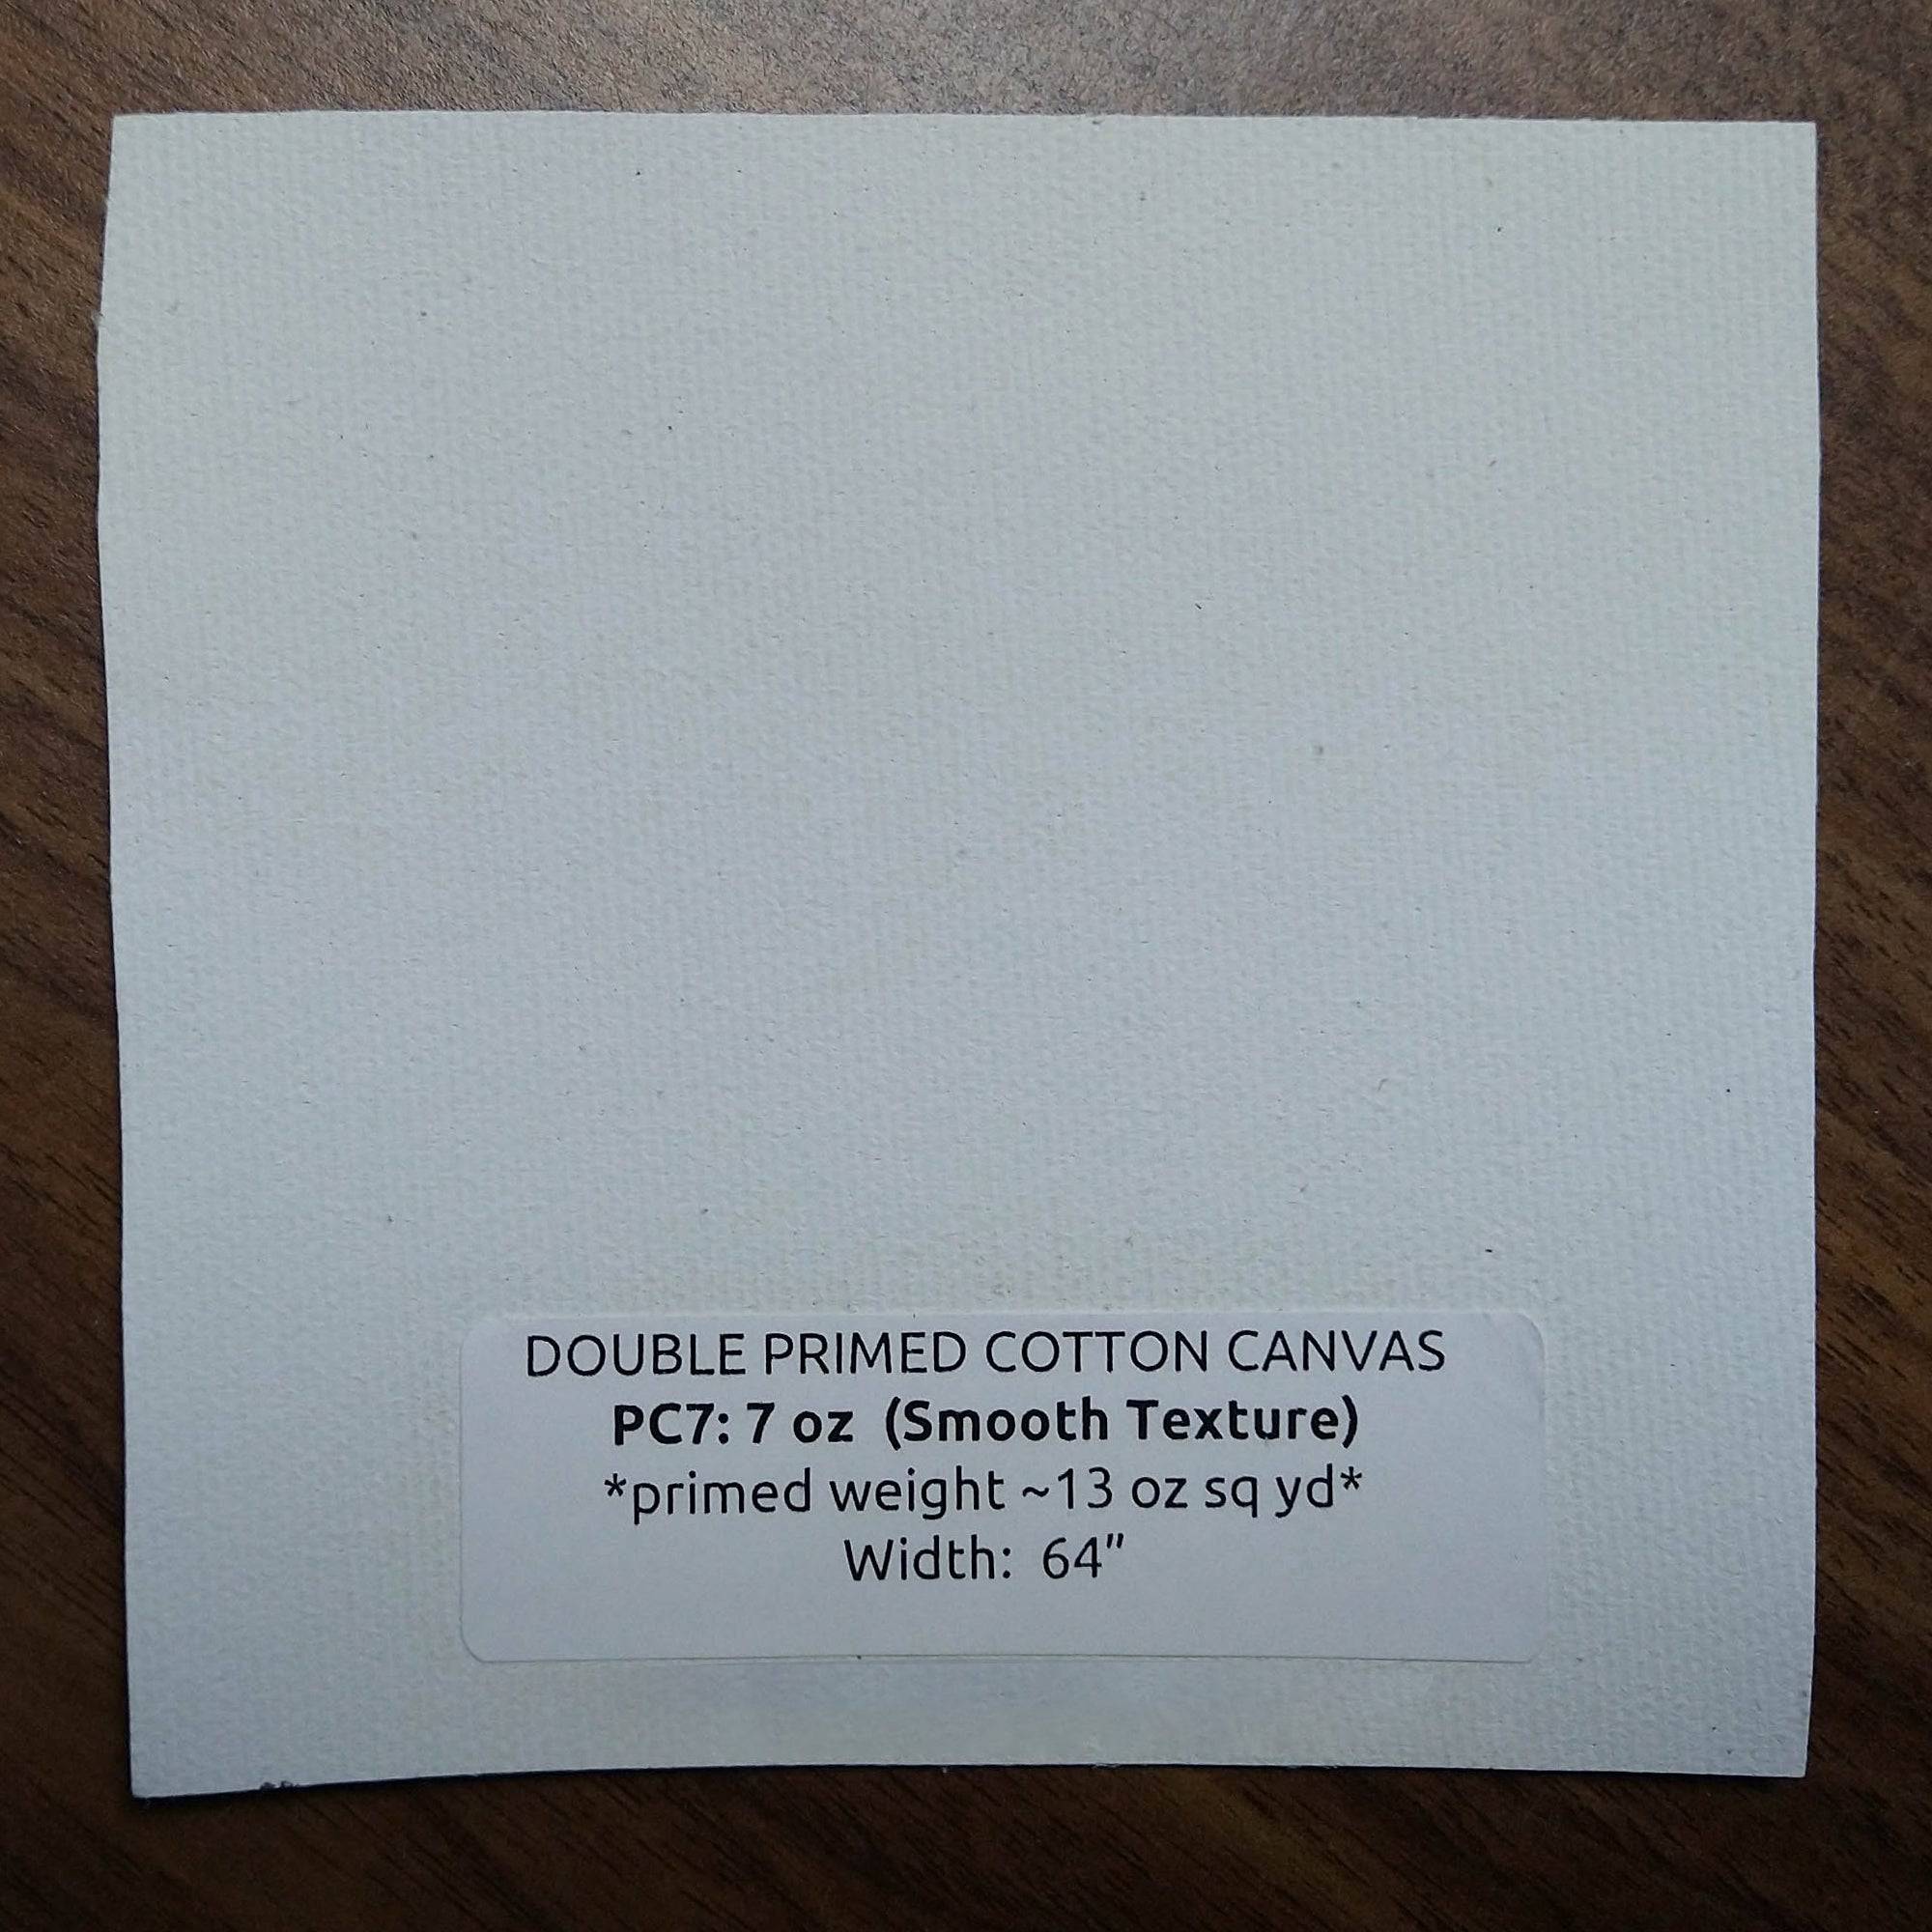 DOUBLE PRIMED COTTON CANVAS
PC7: 7 oz (Smooth Texture)
*primed weight ~13 oz sq yd*
Width: 64"